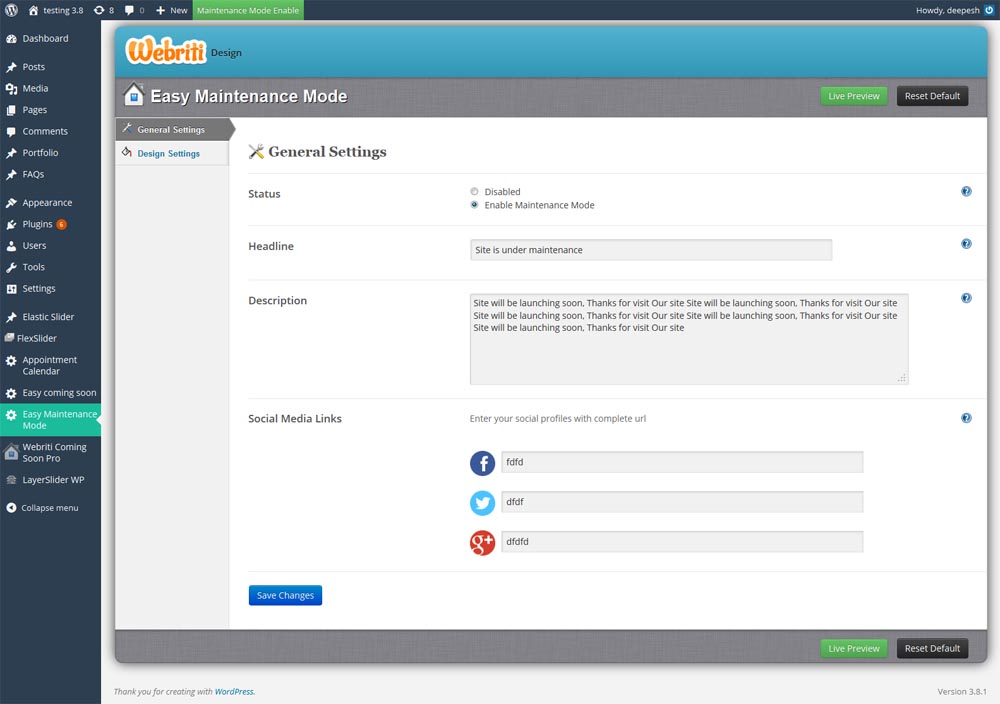 testing 3.8 8 0 New Maintenance Mode Enable Howdy, deepesh
Dashboard
Posts
Media
Pages
Comments
Portfolio
FAQs
Appearance
Plugins 6
Users
Tools
Settings
Elastic Slider
FlexSlider
Appointment
Calendar
Easy coming soon
Easy Maintenance
Mode
Webriti Coming
Soon Pro
LayerSlider WP
Collapse menu
Webriti Design
Easy Maintenance Mode
Live Preview Reset Default
General Settings
Design Settings
General Settings
Status
Disabled
Enable Maintenance Mode
Headline
Site is under maintenance
Description
Site will be launching soon, Thanks for visit Our site Site will be launching soon, Thanks for visit Our site
Site will be launching soon, Thanks for visit Our site Site will be launching soon, Thanks for visit Our site
Site will be launching soon, Thanks for visit Our site
Social Media Links
Enter your social profiles with complete url
fdfd
dfdf
g+ dfdfd
Save Changes
Live Preview Reset Default
Thank you for creating with WordPress.
Version 3.8.1